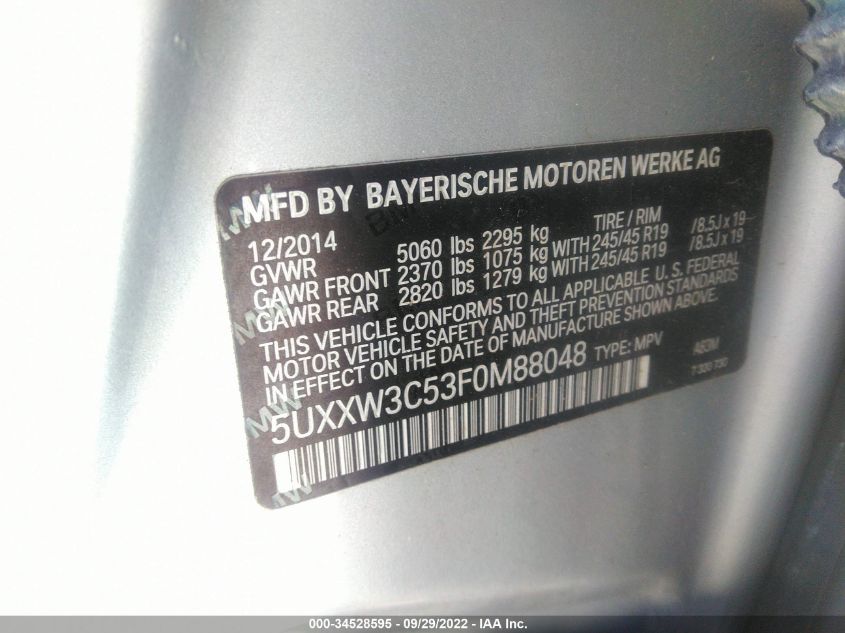 MFD BY BAYERISCHE MOTOREN WERKE AG
12/2014 TIRE / RIM
GVWR 5060 lbs 2295 kg
GAWR FRONT 2370 lbs 1075 kg WITH 245/45 R19 / 8.5J x 19
GAWR REAR 2820 lbs 1279 kg WITH 245/45 R19 / 8.5J x 19
THIS VEHICLE CONFORMS TO ALL APPLICABLE U. S. FEDERAL
MOTOR VEHICLE SAFETY AND THEFT PREVENTION STANDARDS
IN EFFECT ON THE DATE OF MANUFACTURE SHOWN ABOVE.
5UXXW3C53F0M88048 TYPE: MPV
000-34528595 - 09/29/2022 - IAA Inc.